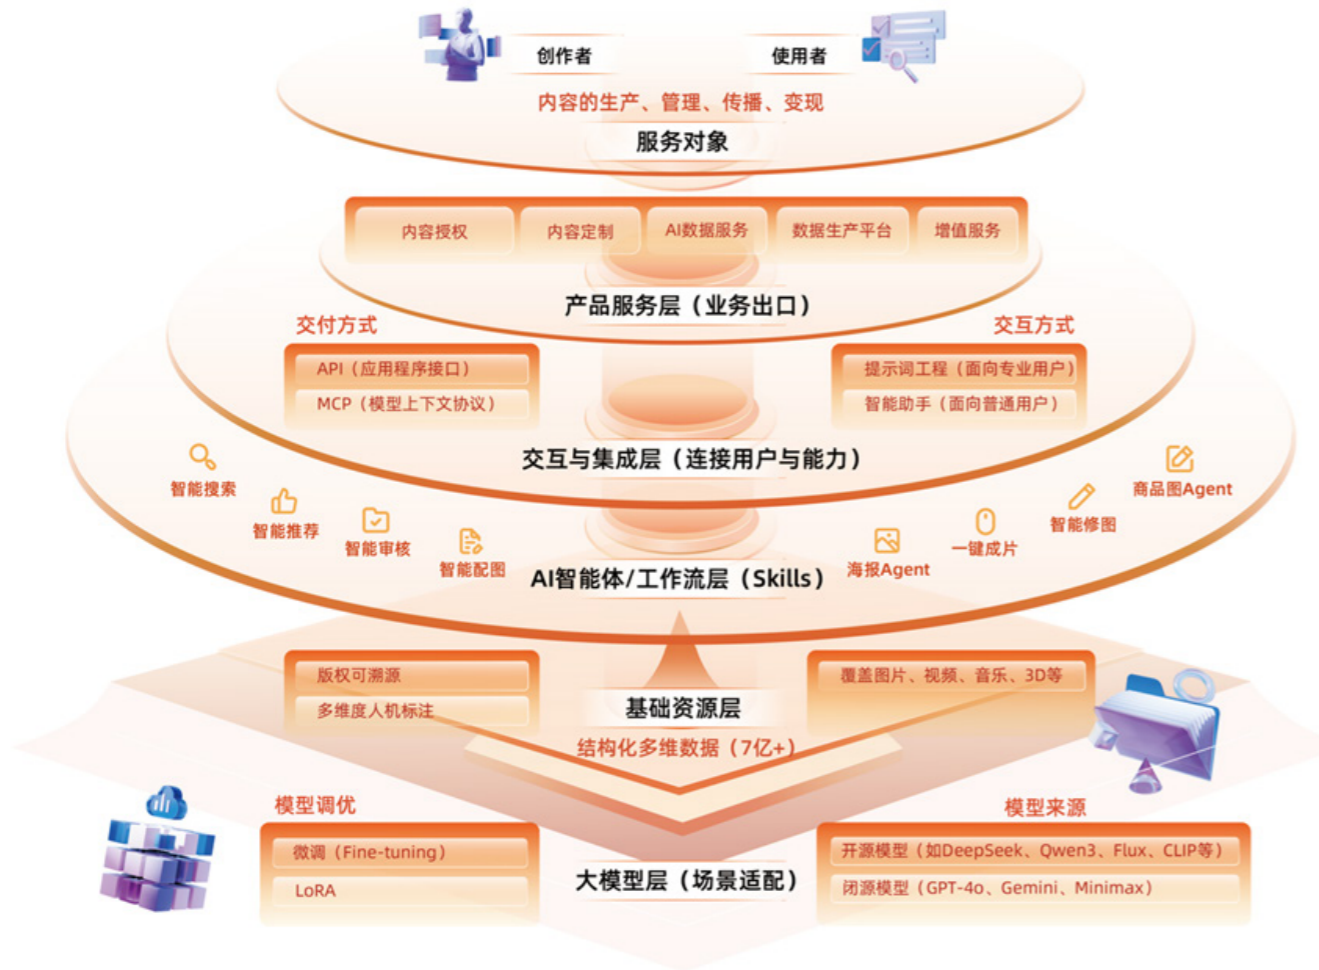 创作者
使用者
内容的生产、管理、传播、变现
服务对象
内容授权
内容定制
AI数据服务
数据生产平台
增值服务
产品服务层（业务出口）
交付方式
API（应用程序接口）
MCP（模型上下文协议）
交互方式
提示词工程（面向专业用户）
智能助手（面向普通用户）
交互与集成层（连接用户与能力）
智能搜索
智能推荐
智能审核
智能配图
海报Agent
一键成片
智能修图
商品图Agent
AI智能体/工作流层（Skills）
版权可溯源
多维度人机标注
覆盖图片、视频、音乐、3D等
基础资源层
结构化多维数据（7亿+）
模型调优
微调（Fine-tuning）
LoRA
模型来源
开源模型（如DeepSeek、Qwen3、Flux、CLIP等）
闭源模型（GPT-4o、Gemini、Minimax）
大模型层（场景适配）